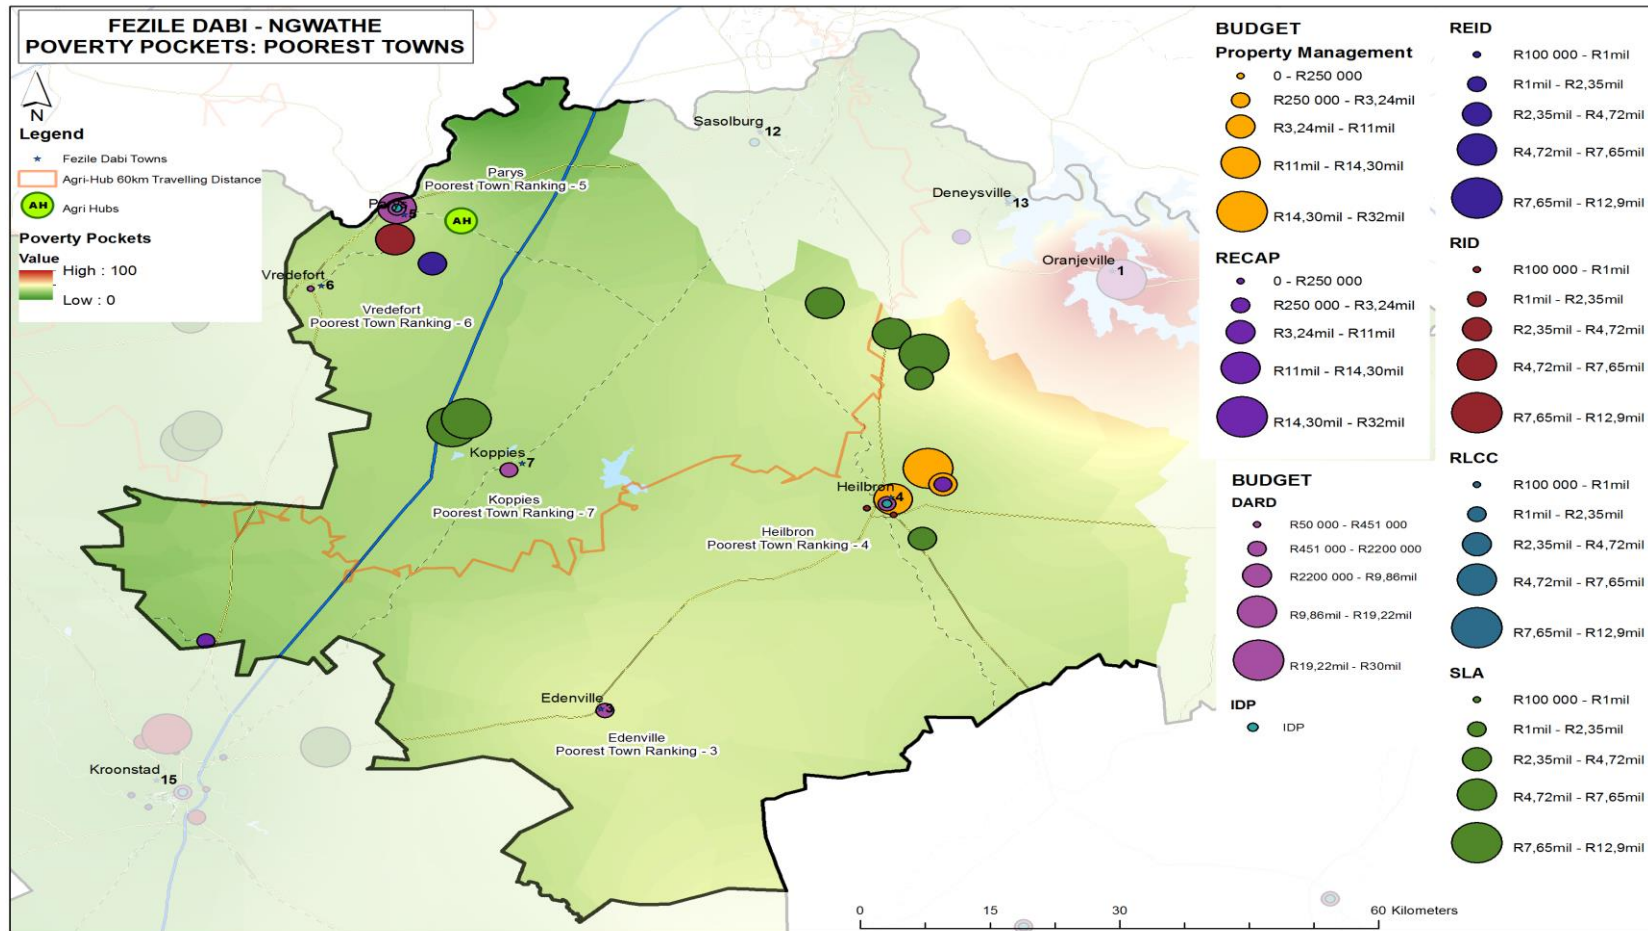 FEZILE DABI - NGWATHE
POVERTY POCKETS: POOREST TOWNS
N
Legend
Fezile Dabi Towns
Agri-Hub 60km Travelling Distance
AH
Agri Hubs
Poverty Pockets
Value
High : 100
Low : 0
Sasolburg
12
Deneysville
13
Oranjeville
1
Parys
Poorest Town Ranking - 5
5
AH
Vredefort
6
Vredefort
Poorest Town Ranking - 6
Koppies
7
Koppies
Poorest Town Ranking - 7
Heilbron
4
Heilbron
Poorest Town Ranking - 4
Edenville
3
Edenville
Poorest Town Ranking - 3
Kroonstad
15
BUDGET
Property Management
0 - R250 000
R250 000 - R3,24mil
R3,24mil - R11mil
R11mil - R14,30mil
R14,30mil - R32mil
RECAP
0 - R250 000
R250 000 - R3,24mil
R3,24mil - R11mil
R11mil - R14,30mil
R14,30mil - R32mil
BUDGET
DARD
R50 000 - R451 000
R451 000 - R2200 000
R2200 000 - R9,86mil
R9,86mil - R19,22mil
R19,22mil - R30mil
IDP
IDP
REID
R100 000 - R1mil
R1mil - R2,35mil
R2,35mil - R4,72mil
R4,72mil - R7,65mil
R7,65mil - R12,9mil
RID
R100 000 - R1mil
R1mil - R2,35mil
R2,35mil - R4,72mil
R4,72mil - R7,65mil
R7,65mil - R12,9mil
RLCC
R100 000 - R1mil
R1mil - R2,35mil
R2,35mil - R4,72mil
R4,72mil - R7,65mil
R7,65mil - R12,9mil
SLA
R100 000 - R1mil
R1mil - R2,35mil
R2,35mil - R4,72mil
R4,72mil - R7,65mil
R7,65mil - R12,9mil
0 15 30 60 Kilometers